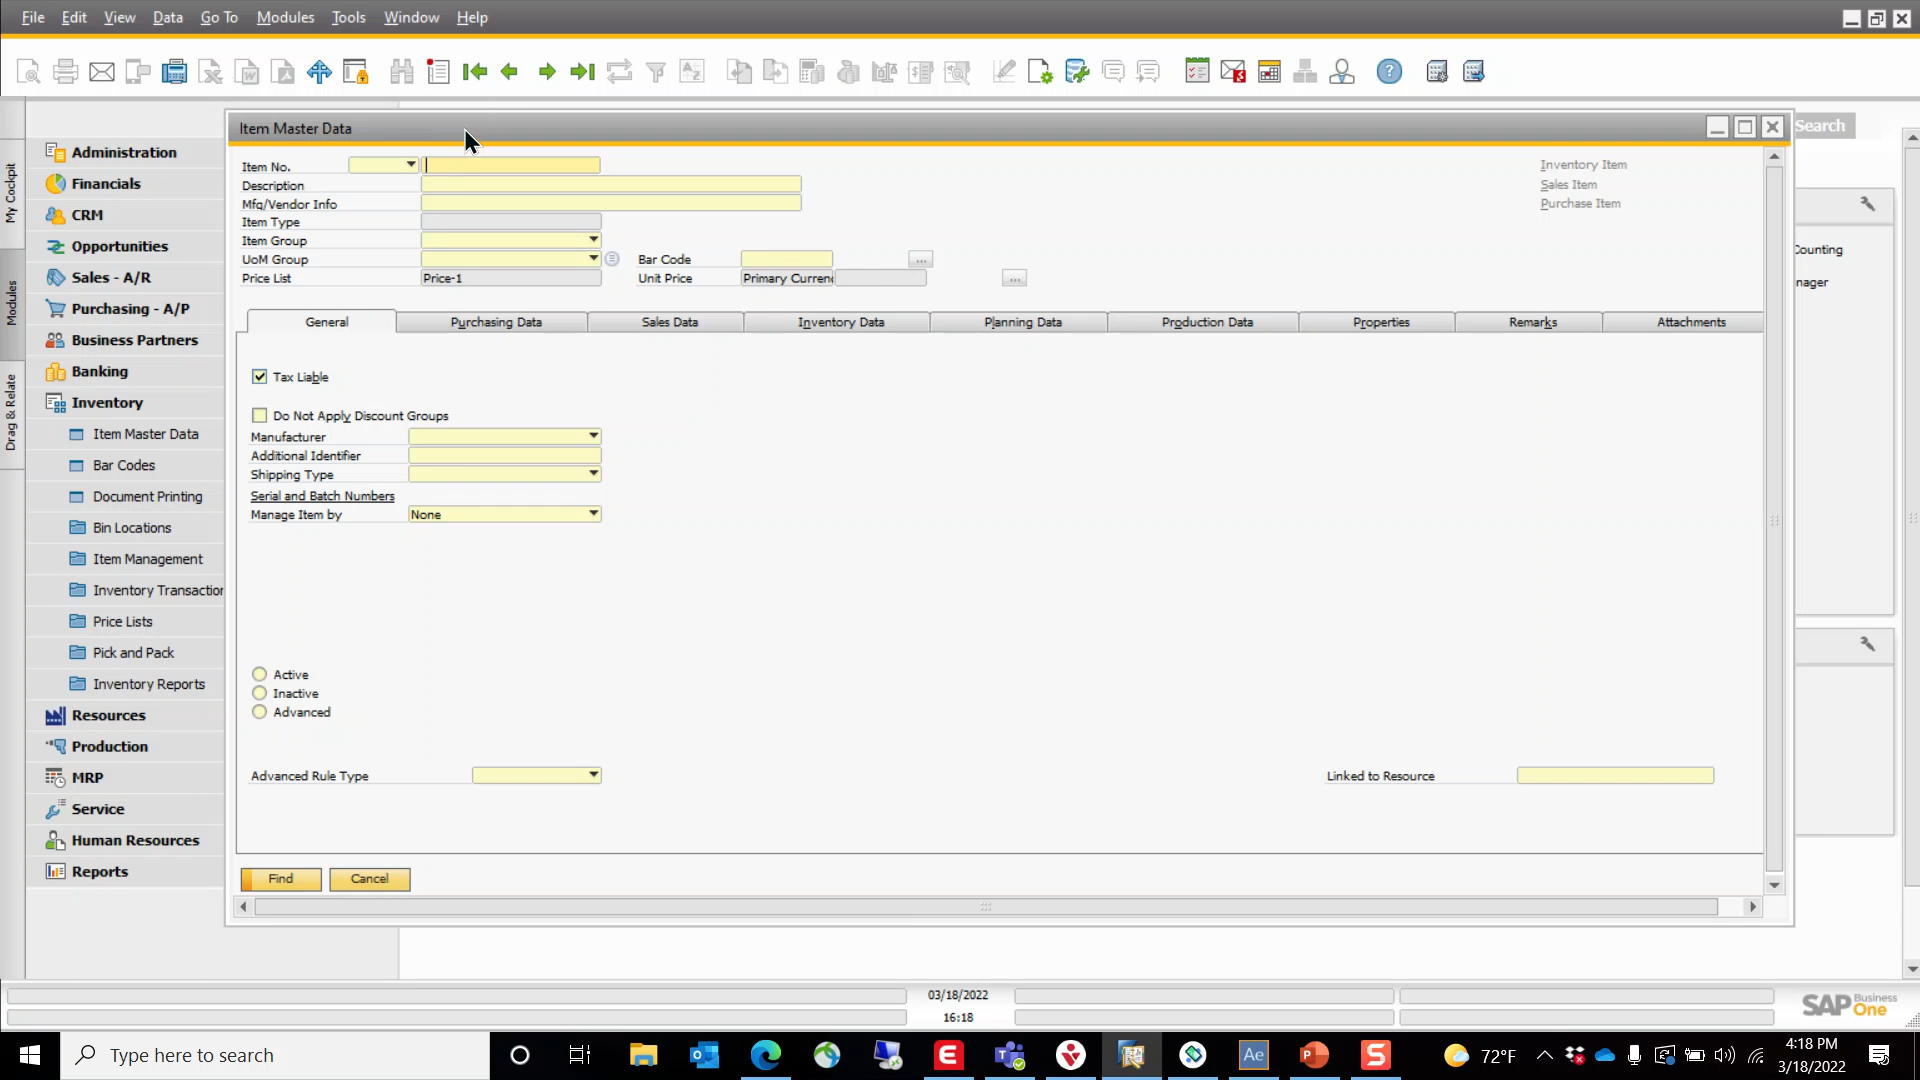 File Edit View Data Go To Modules Tools Window Help
Item Master Data
Search
My Cockpit
Modules
Drag & Relate
Administration
Financials
CRM
Opportunities
Sales - A/R
Purchasing - A/P
Business Partners
Banking
Inventory
Item Master Data
Bar Codes
Document Printing
Bin Locations
Item Management
Inventory Transaction
Price Lists
Pick and Pack
Inventory Reports
Resources
Production
MRP
Service
Human Resources
Reports
Item No.
Description
Mfq/Vendor Info
Item Type
Item Group
UoM Group
Bar Code
...
Price List Price-1
Unit Price Primary Curren
...
Inventory Item
Sales Item
Purchase Item
Counting
nager
General Purchasing Data Sales Data Inventory Data Planning Data Production Data Properties Remarks Attachments
Tax Liable
Do Not Apply Discount Groups
Manufacturer
Additional Identifier
Shipping Type
Serial and Batch Numbers
Manage Item by None
Active
Inactive
Advanced
Advanced Rule Type
Linked to Resource
Find Cancel
03/18/2022
16:18
SAP Business One
Type here to search
72°F
4:18 PM
3/18/2022